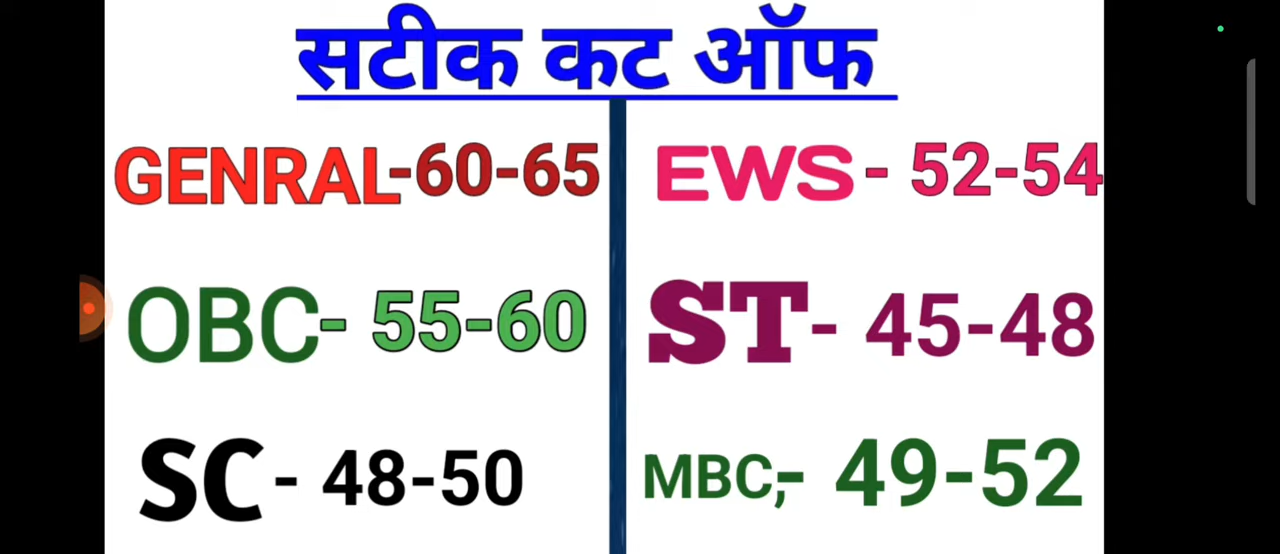 सटीक कट ऑफ
GENRAL-60-65
EWS - 52-54
OBC- 55-60
ST- 45-48
SC - 48-50
MBC,- 49-52